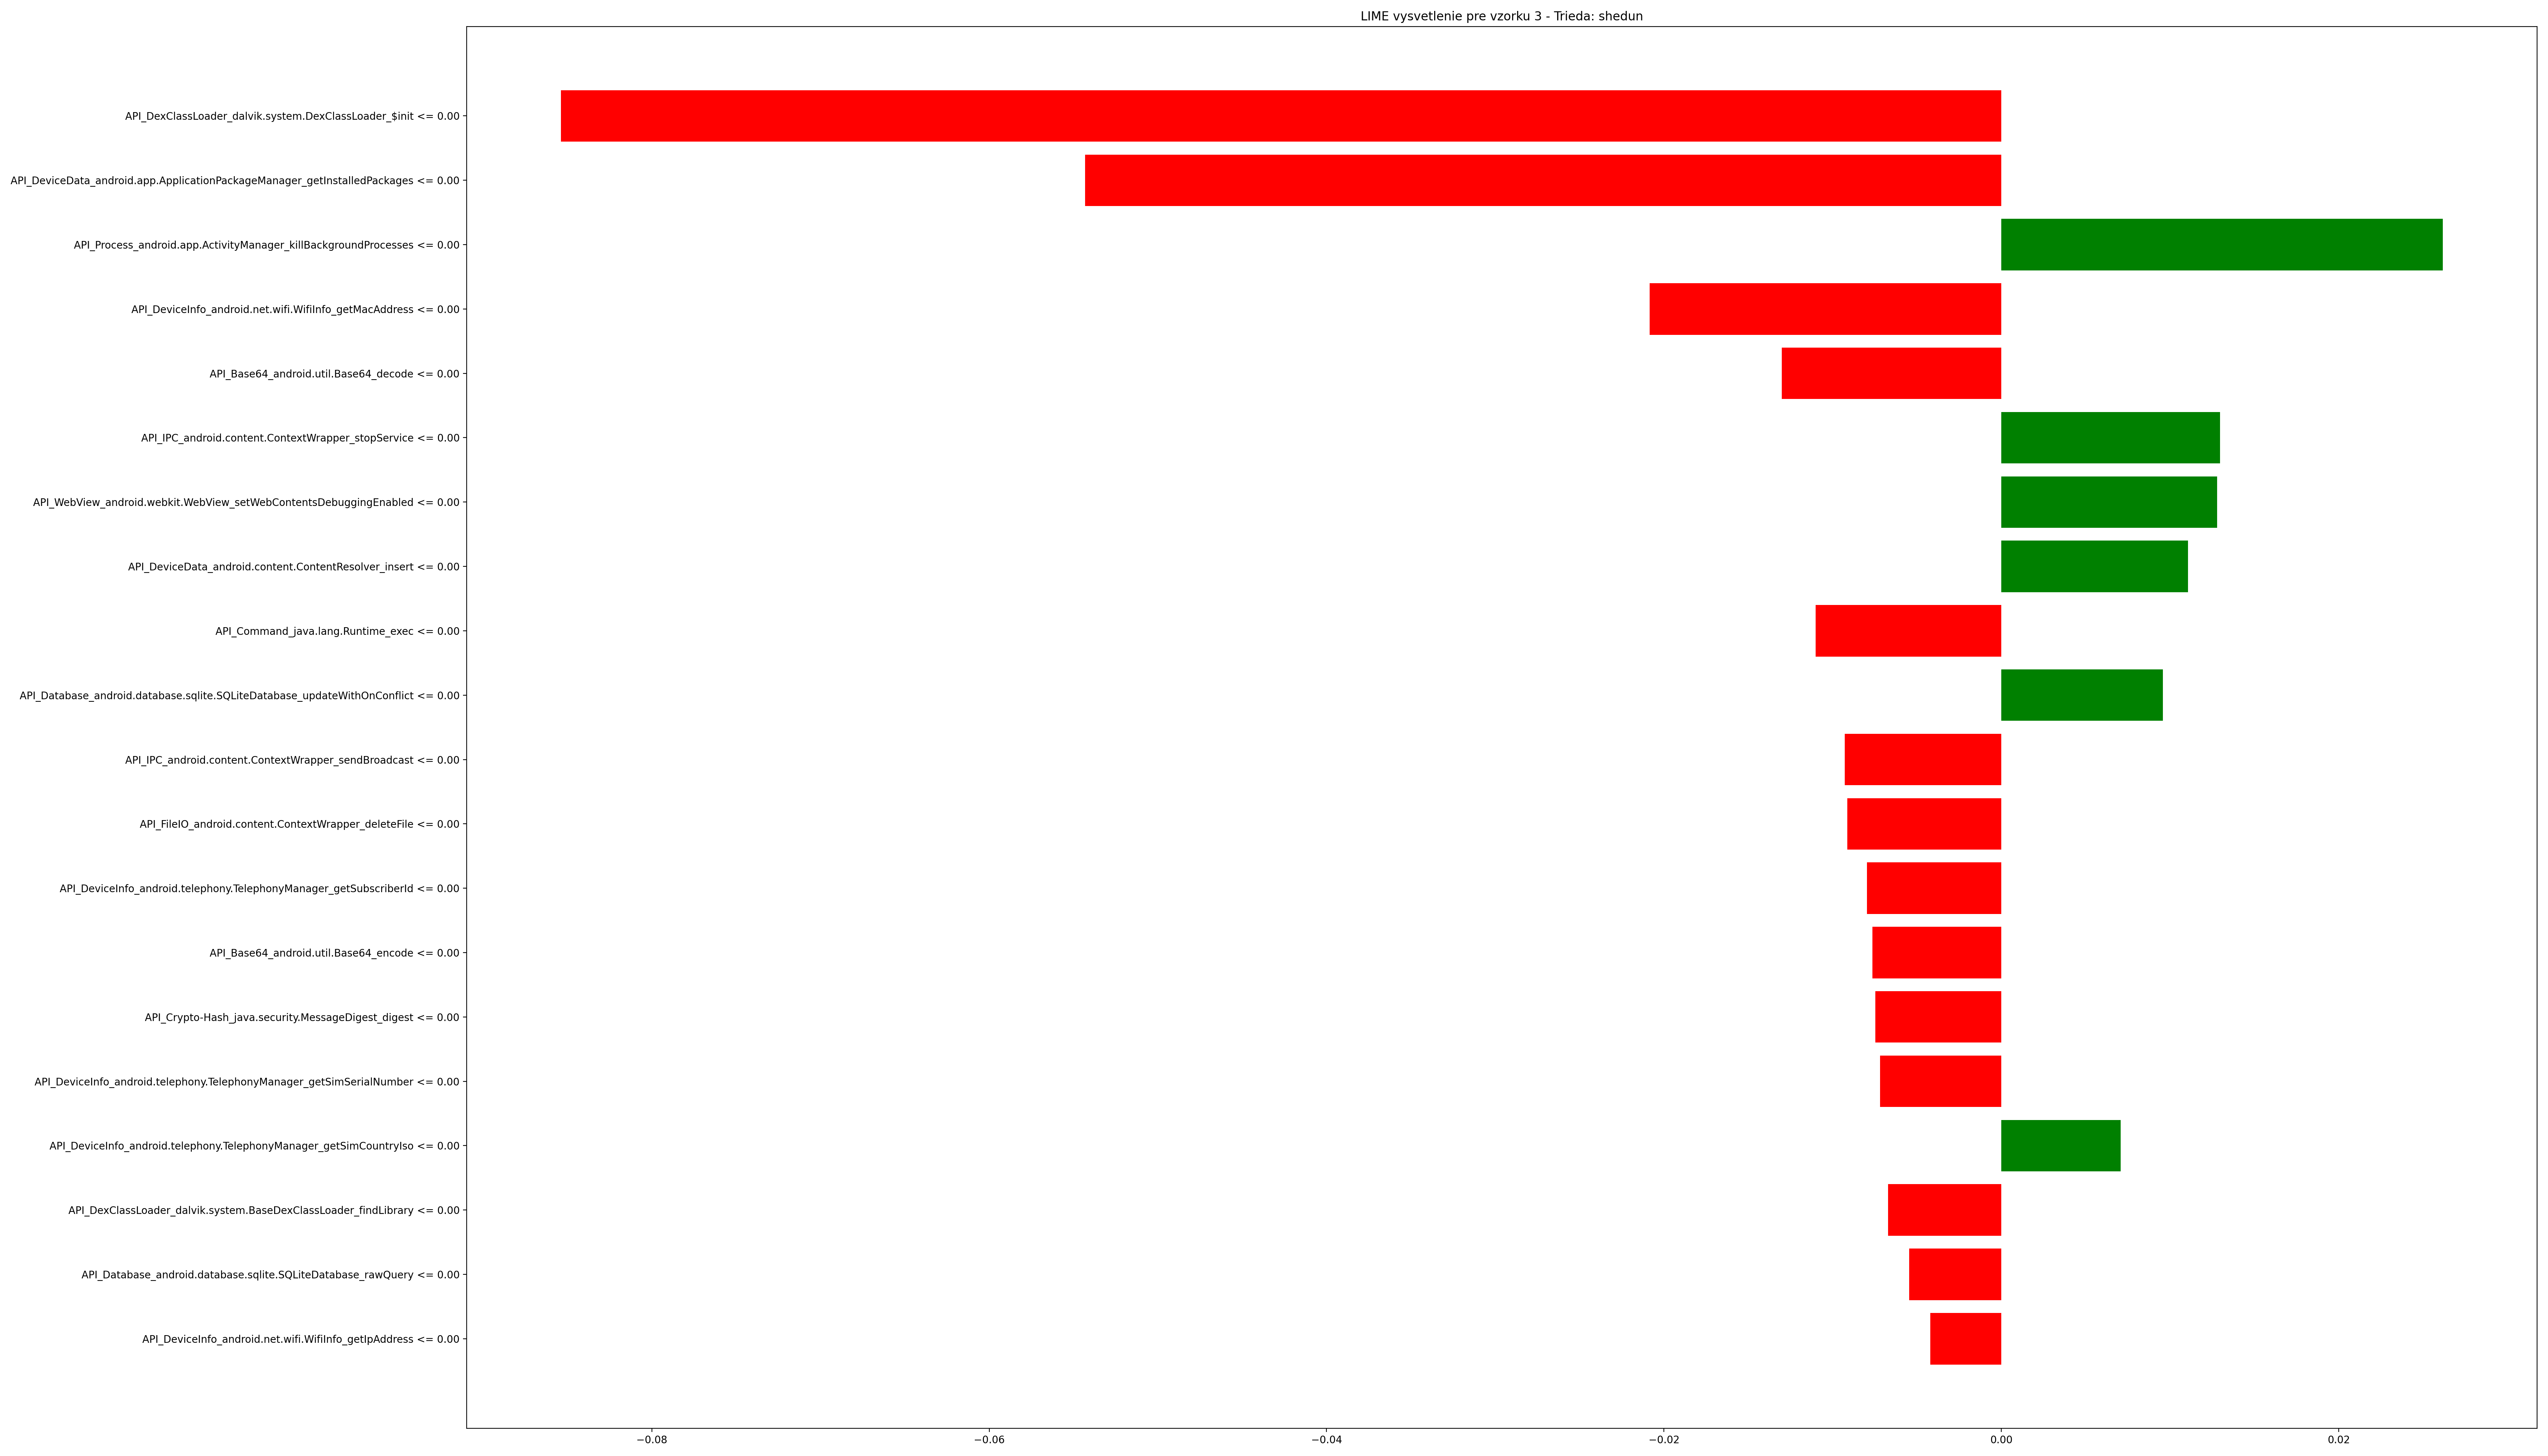 LIME vysvetlenie pre vzorku 3 - Trieda: shedun
API_DexClassLoader_dalvik.system.DexClassLoader_$init <= 0.00
API_DeviceData_android.app.ApplicationPackageManager_getInstalledPackages <= 0.00
API_Process_android.app.ActivityManager_killBackgroundProcesses <= 0.00
API_DeviceInfo_android.net.wifi.WifiInfo_getMacAddress <= 0.00
API_Base64_android.util.Base64_decode <= 0.00
API_IPC_android.content.ContextWrapper_stopService <= 0.00
API_WebView_android.webkit.WebView_setWebContentsDebuggingEnabled <= 0.00
API_DeviceData_android.content.ContentResolver_insert <= 0.00
API_Command_java.lang.Runtime_exec <= 0.00
API_Database_android.database.sqlite.SQLiteDatabase_updateWithOnConflict <= 0.00
API_IPC_android.content.ContextWrapper_sendBroadcast <= 0.00
API_FileIO_android.content.ContextWrapper_deleteFile <= 0.00
API_DeviceInfo_android.telephony.TelephonyManager_getSubscriberId <= 0.00
API_Base64_android.util.Base64_encode <= 0.00
API_Crypto-Hash_java.security.MessageDigest_digest <= 0.00
API_DeviceInfo_android.telephony.TelephonyManager_getSimSerialNumber <= 0.00
API_DeviceInfo_android.telephony.TelephonyManager_getSimCountryIso <= 0.00
API_DexClassLoader_dalvik.system.BaseDexClassLoader_findLibrary <= 0.00
API_Database_android.database.sqlite.SQLiteDatabase_rawQuery <= 0.00
API_DeviceInfo_android.net.wifi.WifiInfo_getIpAddress <= 0.00
−0.08 −0.06 −0.04 −0.02 0.00 0.02